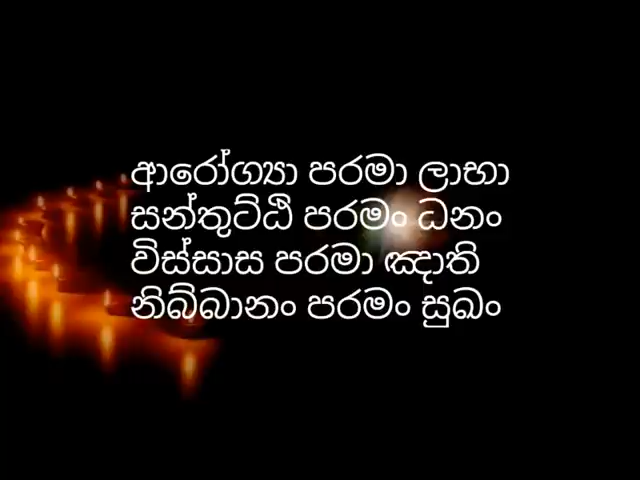 ආරෝග්‍යා පරමා ලාභා
සන්තුට්ඨි පරමං ධනං
විස්සාස පරමා ඤාති
නිබ්බානං පරමං සුඛං